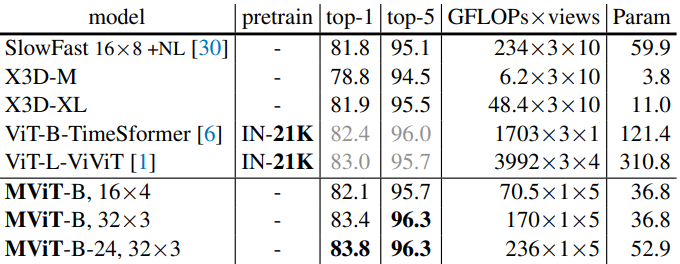 model pretrain top-1 top-5 GFLOPs×views Param
SlowFast 16×8 +NL [30] - 81.8 95.1 234×3×10 59.9
X3D-M - 78.8 94.5 6.2×3×10 3.8
X3D-XL - 81.9 95.5 48.4×3×10 11.0
ViT-B-TimeSformer [6] IN-21K 82.4 96.0 1703×3×1 121.4
ViT-L-ViViT [1] IN-21K 83.0 95.7 3992×3×4 310.8
MViT-B, 16×4 - 82.1 95.7 70.5×1×5 36.8
MViT-B, 32×3 - 83.4 96.3 170×1×5 36.8
MViT-B-24, 32×3 - 83.8 96.3 236×1×5 52.9